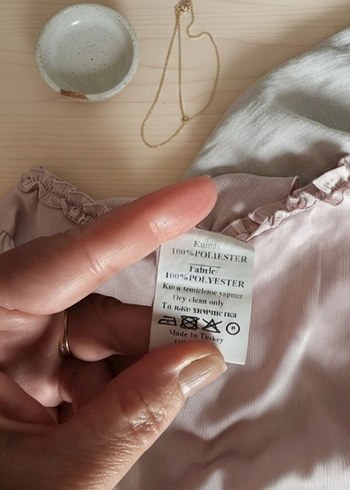 Kumaş
100%POLIESTER
Fabric
100%POLYESTER
Kuru temizleme yapınız
Dry clean only
P
Made in Turkey